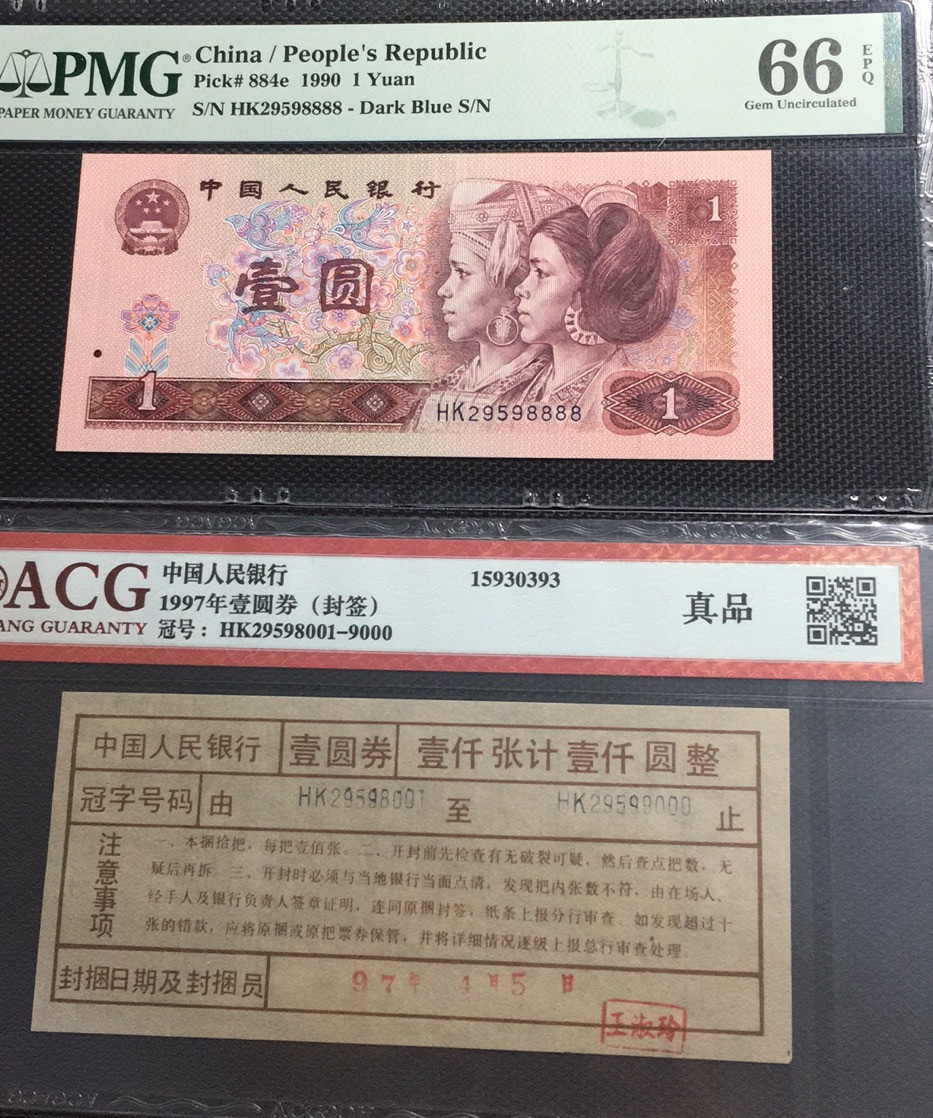 PMG® China / People's Republic
Pick# 884e 1990 1 Yuan
PAPER MONEY GUARANTY
S/N HK29598888 - Dark Blue S/N
66 EPQ
Gem Uncirculated
中国人民银行
1
壹圆
1
HK29598888
1
ACG
中国人民银行
15930393
1997年壹圆券（封签）
真品
ANG GUARANTY
冠号：HK29598001-9000
中国人民银行 壹圆券 壹仟张计壹仟圆整
冠字号码 由 HK29598001 至 HK29599000 止
注意事项
一、本捆拾把，每把壹佰张。二、开封前先检查有无破裂可疑，然后查点把数，无
疑后再拆 三、开封时必须与当地银行当面点清，发现把内张数不符，由在场人、
经手人及银行负责人签章证明，连同原捆封签，纸条上报分行审查 如发现超过十
张的错款，应将原捆或原把票券保管，并将详细情况逐级上报总行审查处理。
封捆日期及封捆员
97年 4月5日
王淑玲